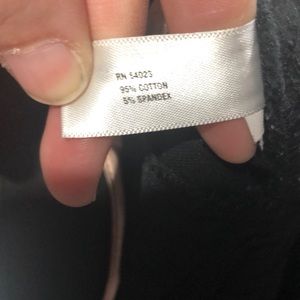 RN 54023
95% COTTON
5% SPANDEX